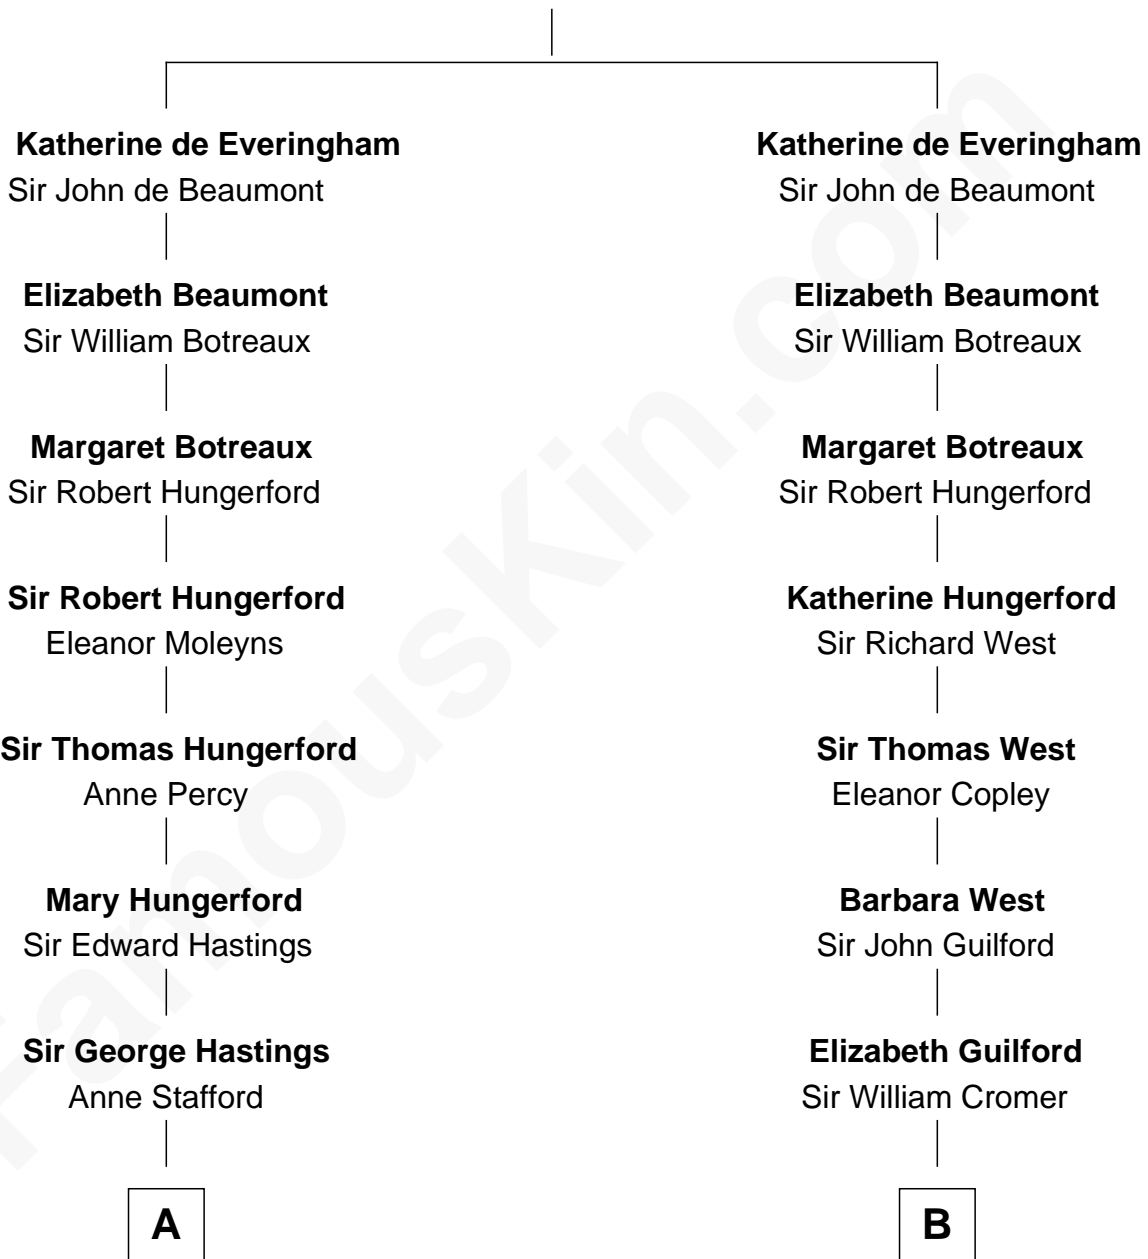 Katherine de Everingham
Sir John de Beaumont
Elizabeth Beaumont
Sir William Botreaux
Margaret Botreaux
Sir Robert Hungerford
Sir Robert Hungerford
Eleanor Moleyns
Sir Thomas Hungerford
Anne Percy
Mary Hungerford
Sir Edward Hastings
Sir George Hastings
Anne Stafford
A
Katherine de Everingham
Sir John de Beaumont
Elizabeth Beaumont
Sir William Botreaux
Margaret Botreaux
Sir Robert Hungerford
Katherine Hungerford
Sir Richard West
Sir Thomas West
Eleanor Copley
Barbara West
Sir John Guilford
Elizabeth Guilford
Sir William Cromer
B
FamousKin.com